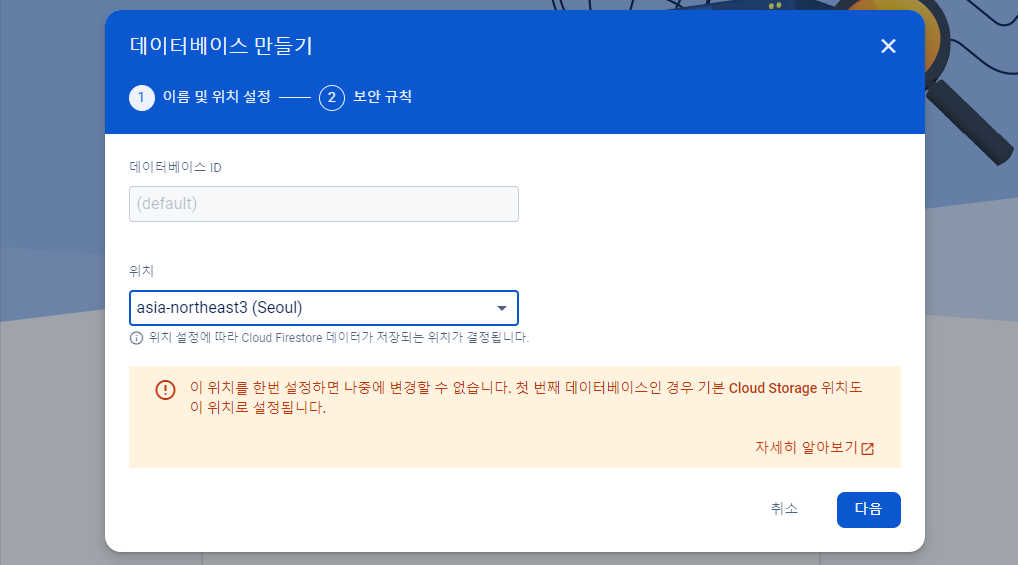 데이터베이스 만들기
1 이름 및 위치 설정 2 보안 규칙
데이터베이스 ID
(default)
위치
asia-northeast3 (Seoul)
위치 설정에 따라 Cloud Firestore 데이터가 저장되는 위치가 결정됩니다.
이 위치를 한번 설정하면 나중에 변경할 수 없습니다. 첫 번째 데이터베이스인 경우 기본 Cloud Storage 위치도
이 위치로 설정됩니다.
자세히 알아보기
취소 다음